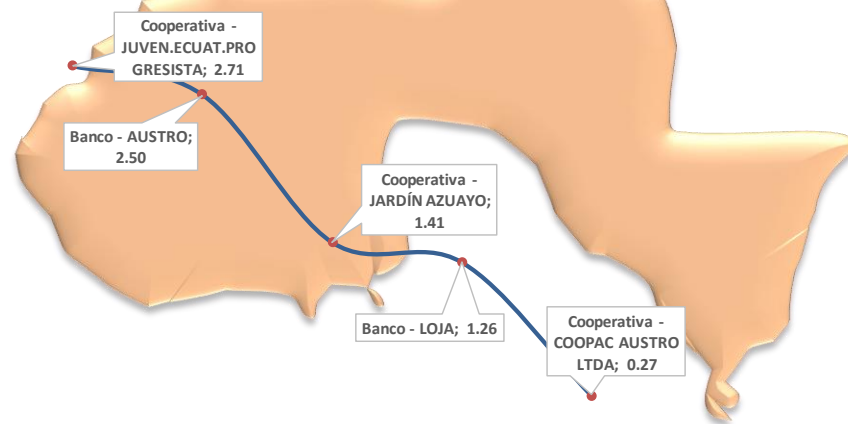 Cooperativa -
JUVEN.ECUAT.PRO
GRESISTA; 2.71
Banco - AUSTRO;
2.50
Cooperativa -
JARDÍN AZUAYO;
1.41
Banco - LOJA; 1.26
Cooperativa -
COOPAC AUSTRO
LTDA; 0.27